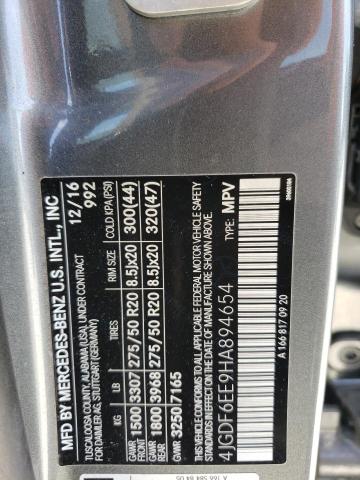 MFD BY MERCEDES-BENZ U.S. INTL., INC
TUSCALOOSA COUNTY, ALABAMA (USA) UNDER CONTRACT 12/16
FOR DAIMLER AG, STUTTGART (GERMANY) 992
KG LB TIRES RIM SIZE COLD KPA (PSI)
GAWR FRONT 1500 3307 275/50 R20 8.5Jx20 300(44)
GAWR REAR 1800 3968 275/50 R20 8.5Jx20 320(47)
GVWR 3250 7165
THIS VEHICLE CONFORMS TO ALL APPLICABLE FEDERAL MOTOR VEHICLE SAFETY
STANDARDS IN EFFECT ON THE DATE OF MANUFACTURE SHOWN ABOVE.
4JGDF6EE9HA894654 TYPE: MPV
A 166 817 09 20
A 166 584 84 05